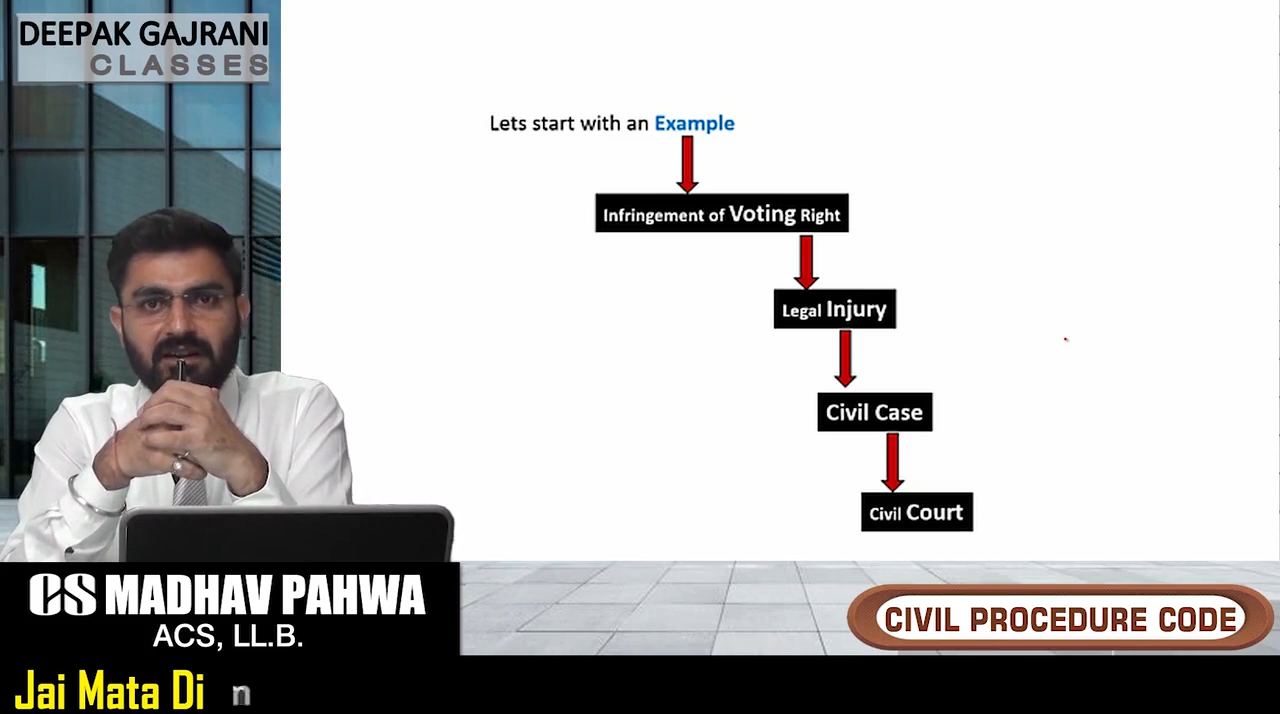 DEEPAK GAJRANI
CLASSES
Lets start with an Example
Infringement of Voting Right
Legal Injury
Civil Case
Civil Court
CS MADHAV PAHWA
ACS, LL.B.
CIVIL PROCEDURE CODE
Jai Mata Di n